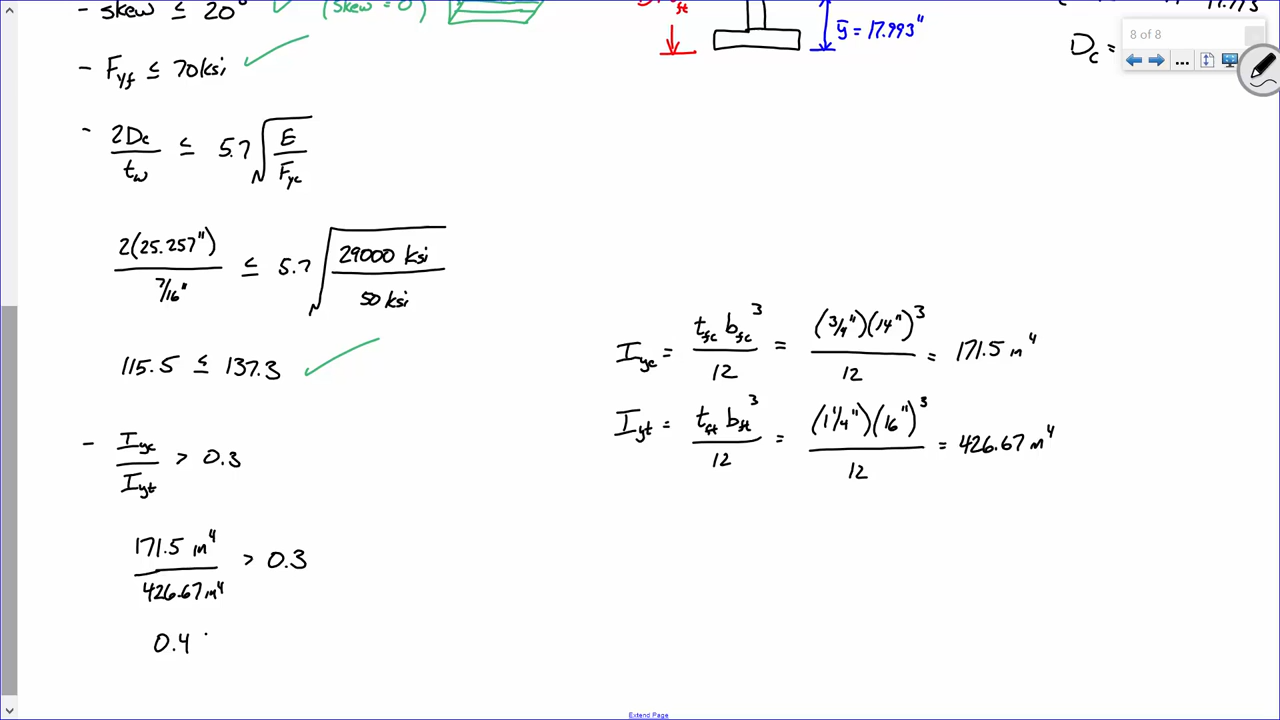 - skew ≤ 20° ✓ (skew = 0)
ȳ = 17.993"
D_c =
8 of 8
- F_yf ≤ 70 ksi ✓
- 2D_c / t_w ≤ 5.7 √(E / F_yc)
2(25.257") / 7/16" ≤ 5.7 √(29000 ksi / 50 ksi)
115.5 ≤ 137.3 ✓
I_yc = t_fc b_fc³ / 12 = (3/4")(14")³ / 12 = 171.5 in⁴
I_yt = t_ft b_ft³ / 12 = (1 1/4")(16")³ / 12 = 426.67 in⁴
- I_yc / I_yt > 0.3
171.5 in⁴ / 426.67 in⁴ > 0.3
0.4
Extend Page